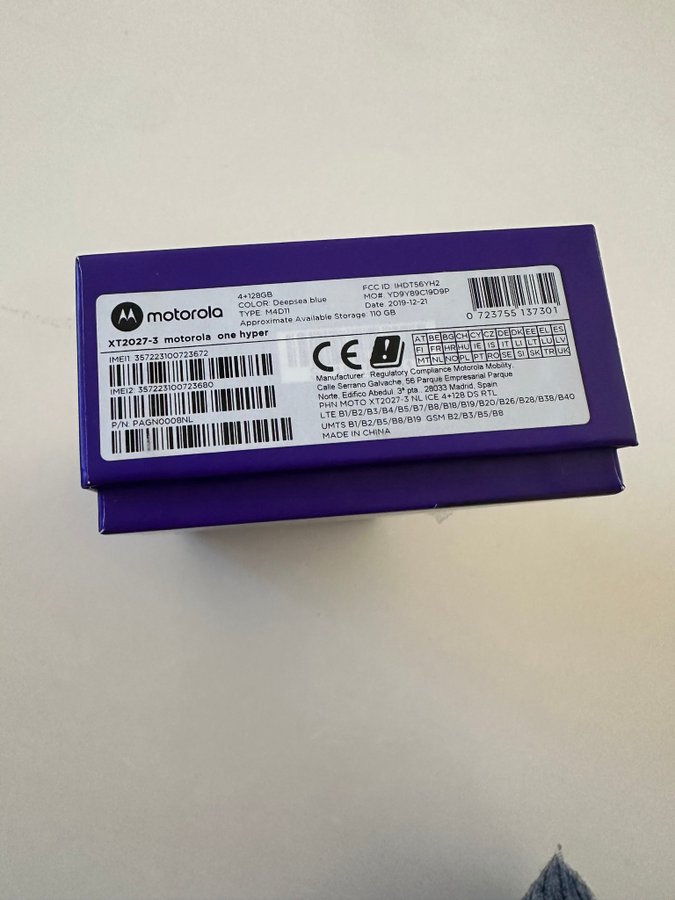 motorola
4+128GB
COLOR: Deepsea blue
TYPE: M4D11
Approximate Available Storage: 110 GB
FCC ID: IHDT56YH2
MO#: YD9Y89C19D9P
Date: 2019-12-21
0 723755 137301
XT2027-3 motorola one hyper
IMEI1: 357223100723672
IMEI2: 357223100723680
P/N: PAGN0008NL
CE
AT BE BG CH CY CZ DE DK EE EL ES
FI FR HR HU IE IS IT LI LT LU LV
MT NL NO PL PT RO SE SI SK TR UK
Manufacturer: Regulatory Compliance Motorola Mobility,
Calle Serrano Galvache, 56 Parque Empresarial Parque
Norte, Edifico Abedul, 3ª pta. 28033 Madrid, Spain
PHN MOTO XT2027-3 NL ICE 4+128 DS RTL
LTE B1/B2/B3/B4/B5/B7/B8/B18/B19/B20/B26/B28/B38/B40
UMTS B1/B2/B5/B8/B19 GSM B2/B3/B5/B8
MADE IN CHINA